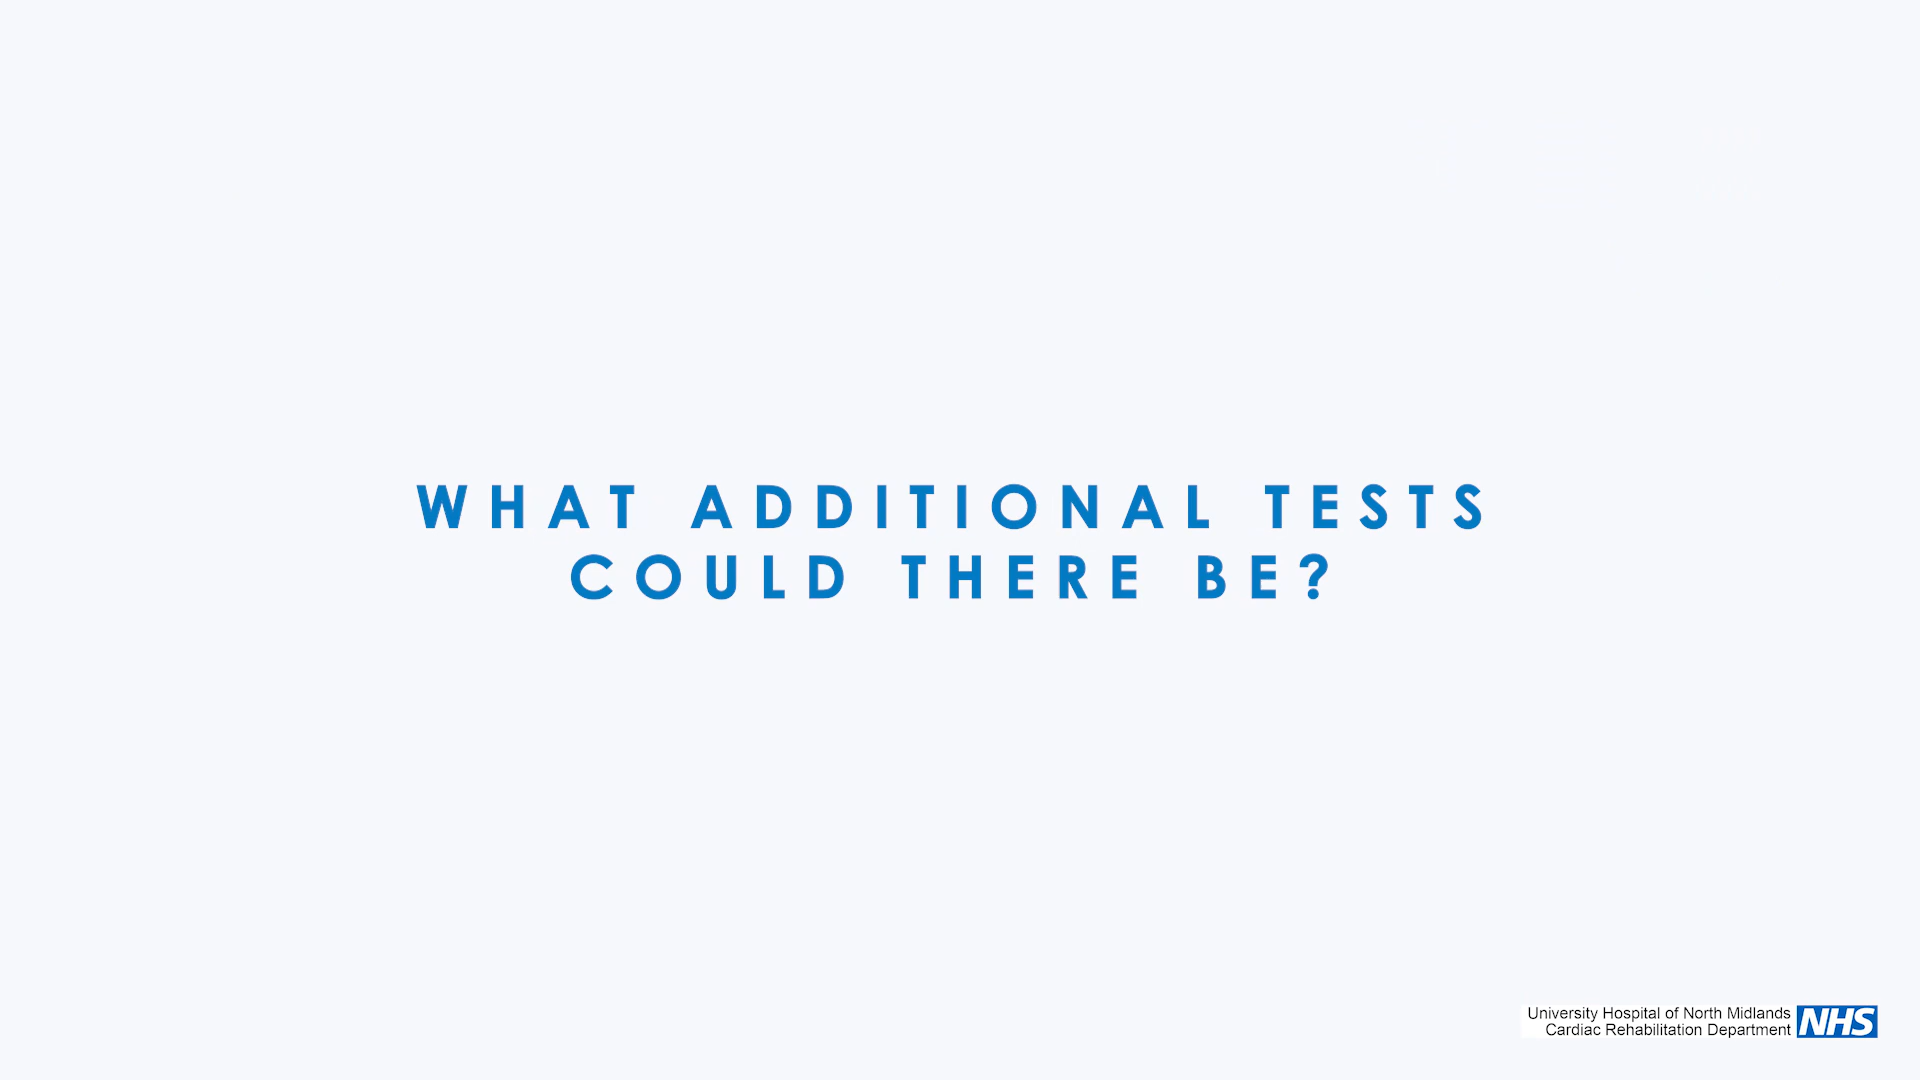 WHAT ADDITIONAL TESTS
COULD THERE BE?
University Hospital of North Midlands
Cardiac Rehabilitation Department
NHS